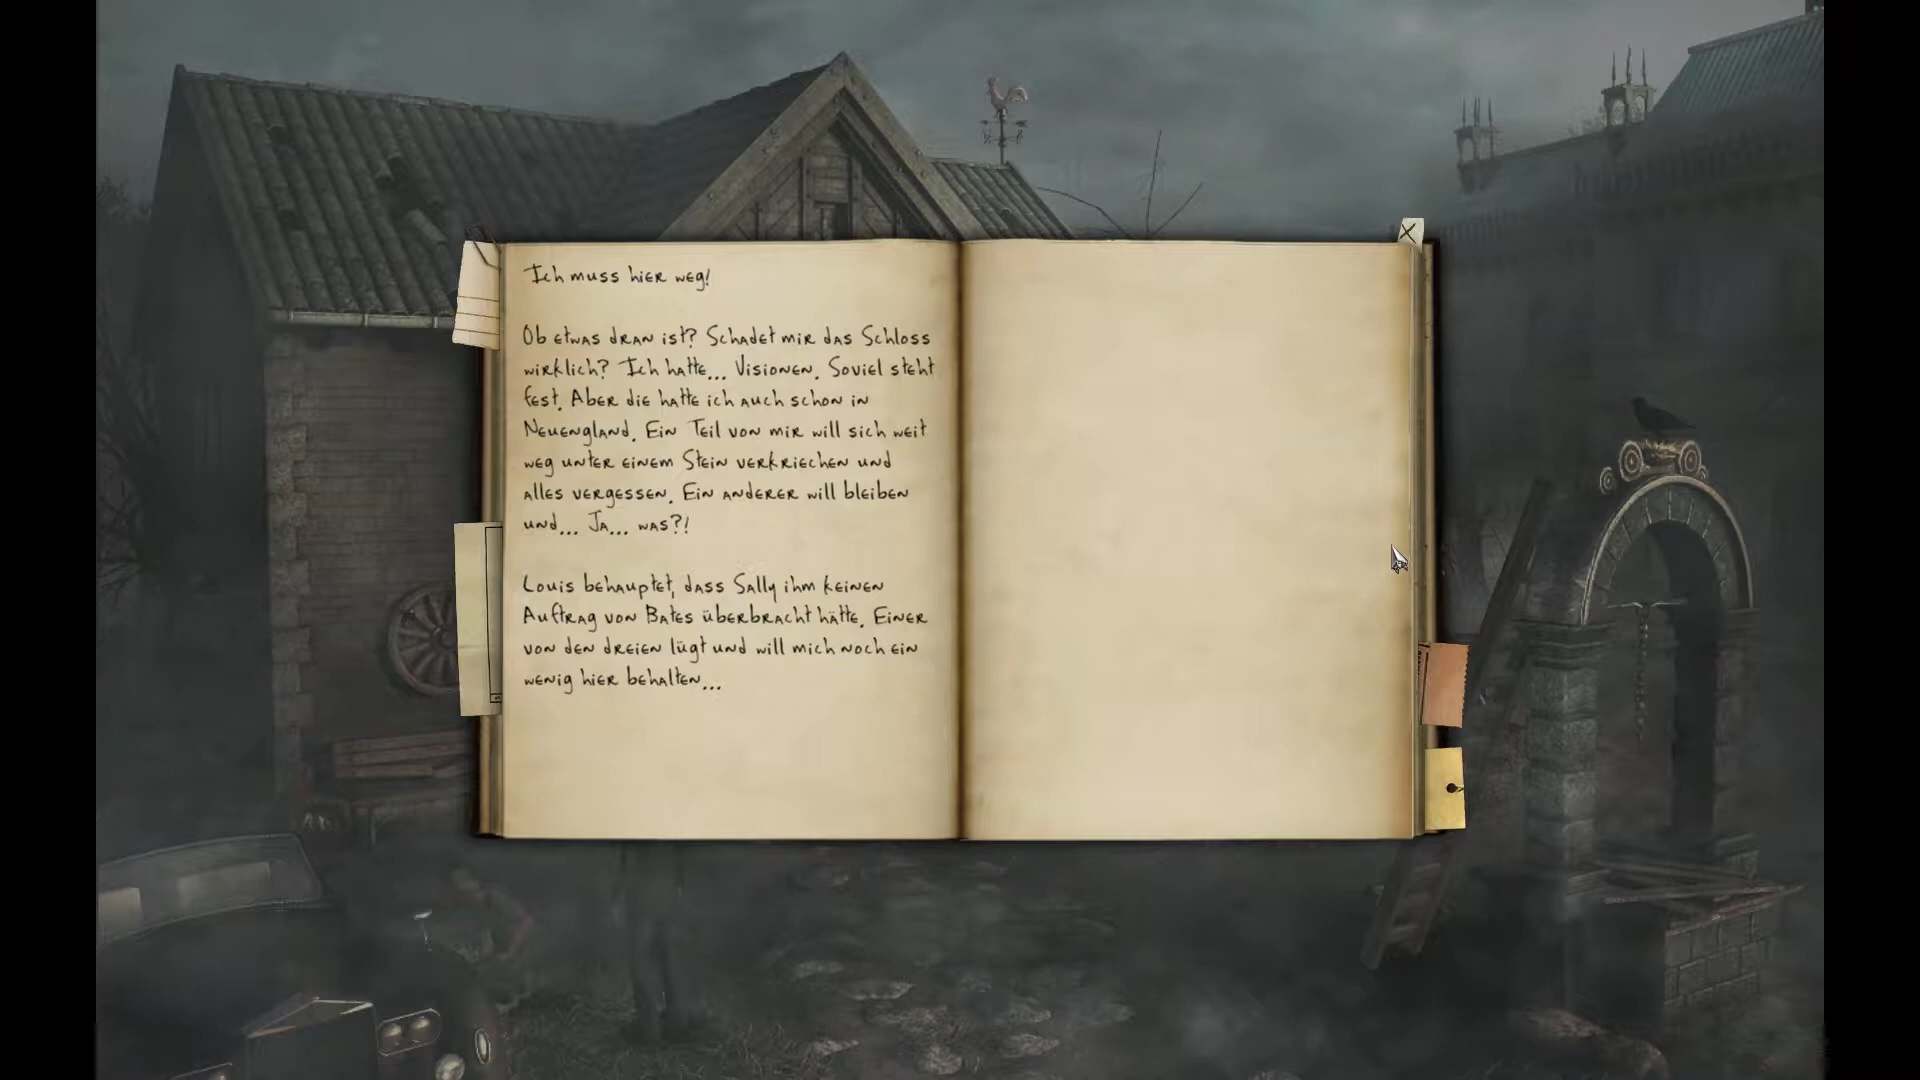 Ich muss hier weg!
Ob etwas dran ist? Schadet mir das Schloss
wirklich? Ich hatte... Visionen. Soviel steht
fest. Aber die hatte ich auch schon in
Neuengland. Ein Teil von mir will sich weit
weg unter einem Stein verkriechen und
alles vergessen. Ein anderer will bleiben
und... Ja... was?!
Louis behauptet, dass Sally ihm keinen
Auftrag von Bates überbracht hätte. Einer
von den dreien lügt und will mich noch ein
wenig hier behalten...